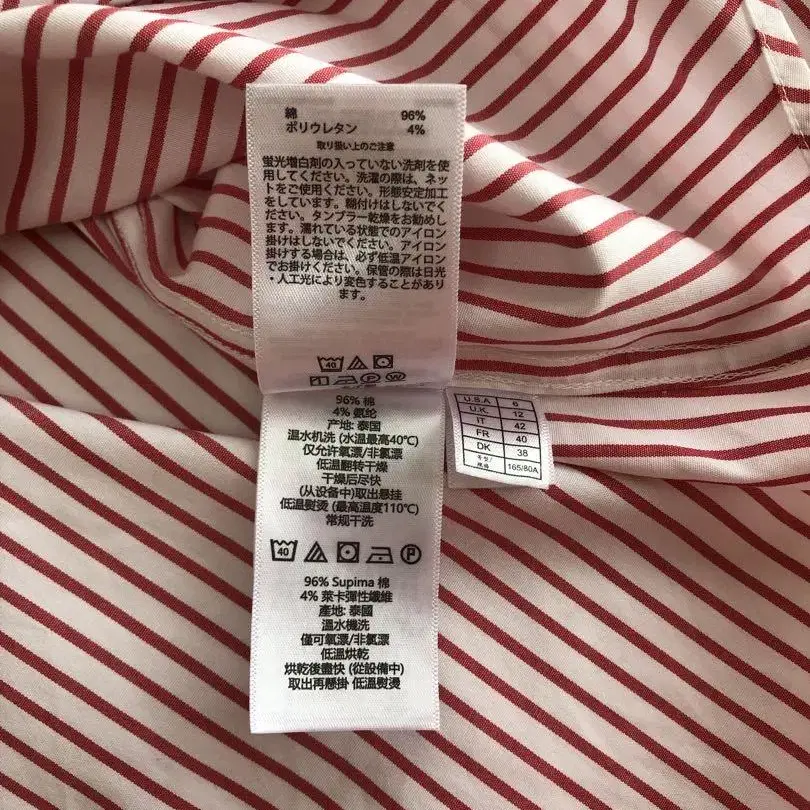 綿 96%
ポリウレタン 4%
取り扱い上のご注意
蛍光増白剤の入っていない洗剤を使
用してください。洗濯の際は、ネッ
トをご使用ください。形態安定加工
をしています。糊付けはしないでく
ださい。タンブラー乾燥をお勧めし
ます。濡れている状態でのアイロン
掛けはしないでください。アイロン
掛けする場合は、必ず低温アイロン
でお掛けください。保管の際は日光
・人工光により変色することがあり
ます。
40
P W
96% 棉
4% 氨纶
产地: 泰国
温水机洗 (水温最高40℃)
仅允许氧漂/非氯漂
低温翻转干燥
干燥后尽快
(从设备中)取出悬挂
低温熨烫 (最高温度110℃)
常规干洗
40 P
96% Supima 棉
4% 萊卡彈性纖維
產地: 泰國
溫水機洗
僅可氧漂/非氯漂
低溫烘乾
烘乾後盡快 (從設備中)
取出再懸掛 低溫熨燙
U.S.A 6
U.K. 12
IT 42
FR 40
DK 38
165/80A